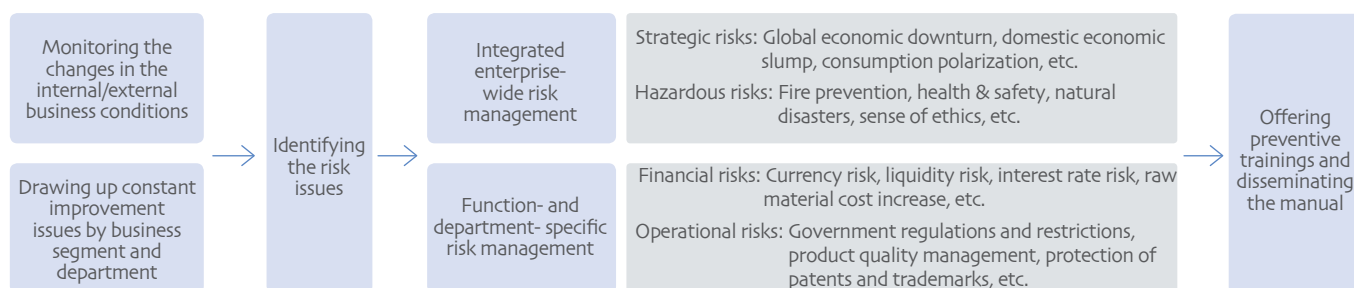 Monitoring the
changes in the
internal/external
business conditions
Drawing up constant
improvement
issues by business
segment and
department
Identifying
the risk
issues
Integrated
enterprise-
wide risk
management
Function- and
department- specific
risk management
Strategic risks: Global economic downturn, domestic economic
slump, consumption polarization, etc.
Hazardous risks: Fire prevention, health & safety, natural
disasters, sense of ethics, etc.
Financial risks: Currency risk, liquidity risk, interest rate risk, raw
material cost increase, etc.
Operational risks: Government regulations and restrictions,
product quality management, protection of
patents and trademarks, etc.
Offering
preventive
trainings and
disseminating
the manual